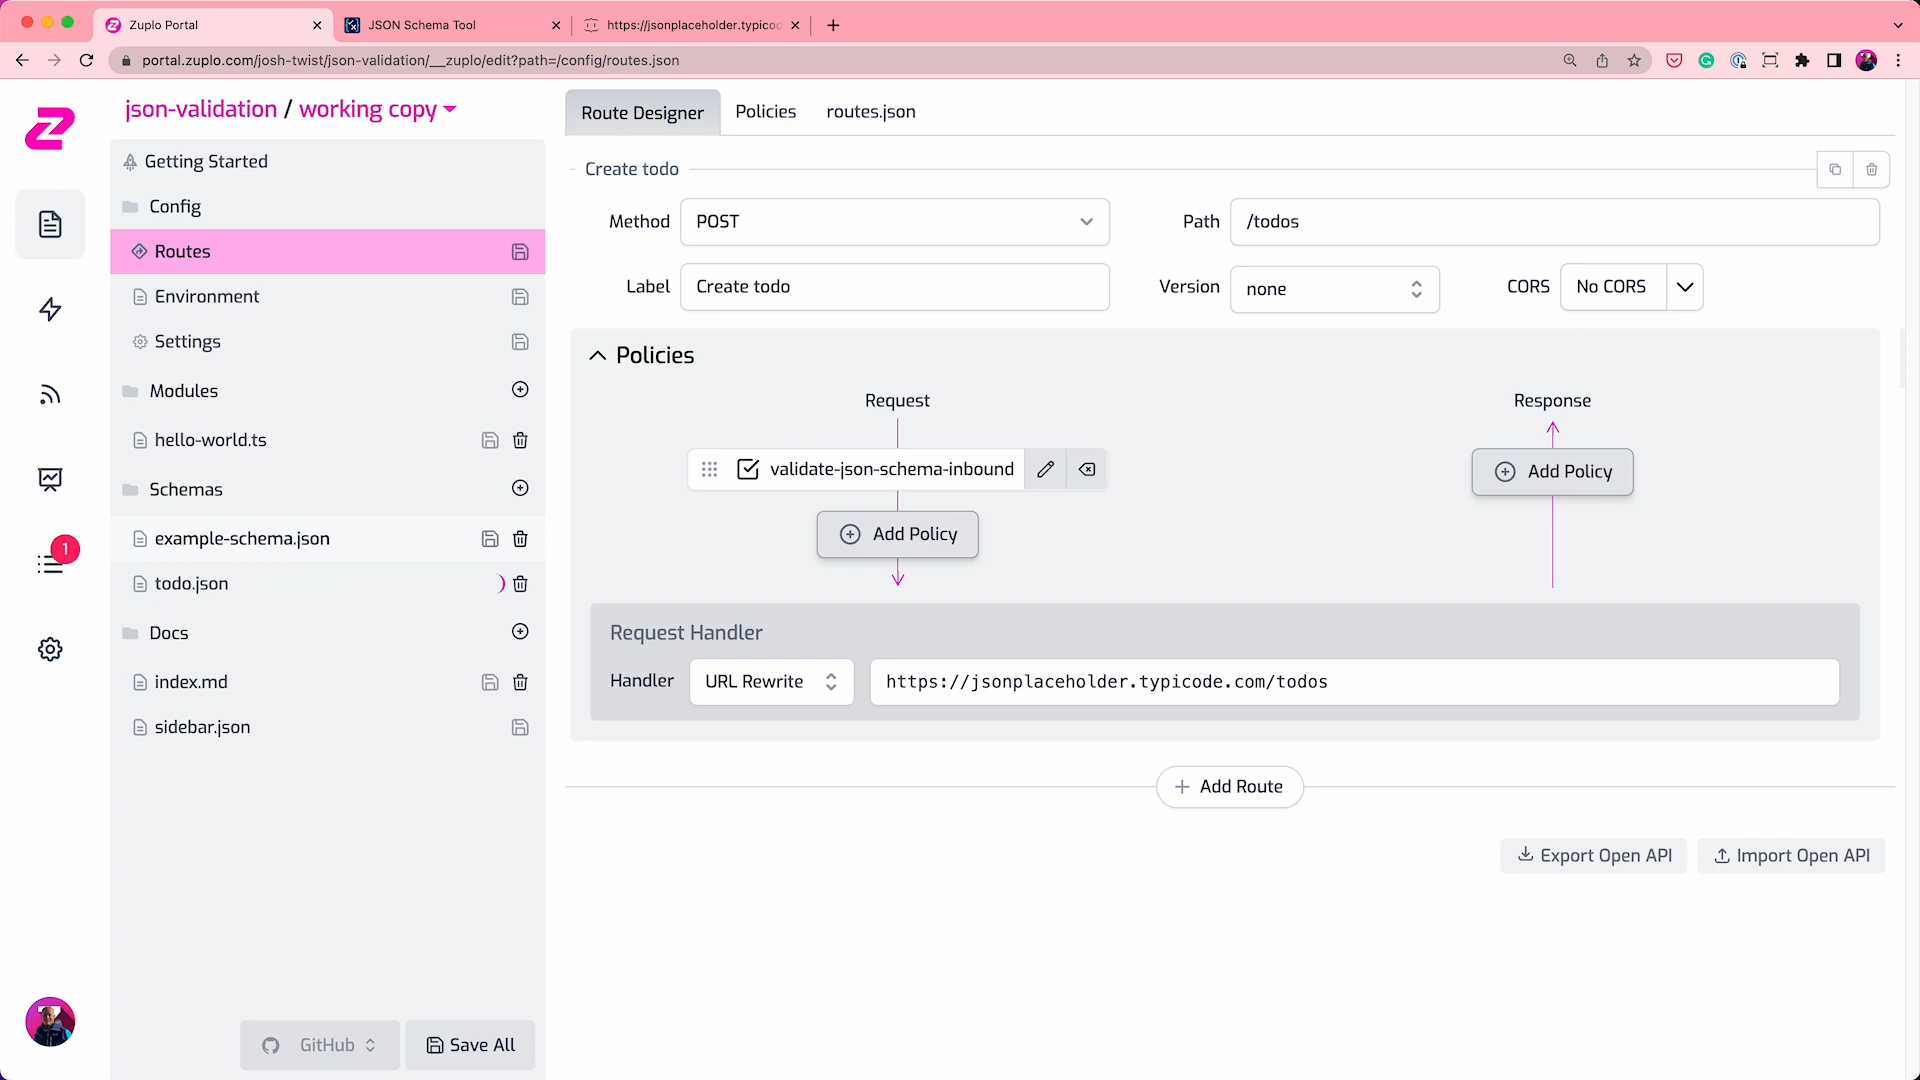 Zuplo Portal
JSON Schema Tool
https://jsonplaceholder.typicod
portal.zuplo.com/josh-twist/json-validation/__zuplo/edit?path=/config/routes.json
json-validation / working copy
Getting Started
Config
Routes
Environment
Settings
Modules
hello-world.ts
Schemas
example-schema.json
todo.json
Docs
index.md
sidebar.json
1
GitHub
Save All
Route Designer
Policies
routes.json
Create todo
Method
POST
Path
/todos
Label
Create todo
Version
none
CORS
No CORS
Policies
Request
Response
validate-json-schema-inbound
Add Policy
Add Policy
Request Handler
Handler
URL Rewrite
https://jsonplaceholder.typicode.com/todos
Add Route
Export Open API
Import Open API